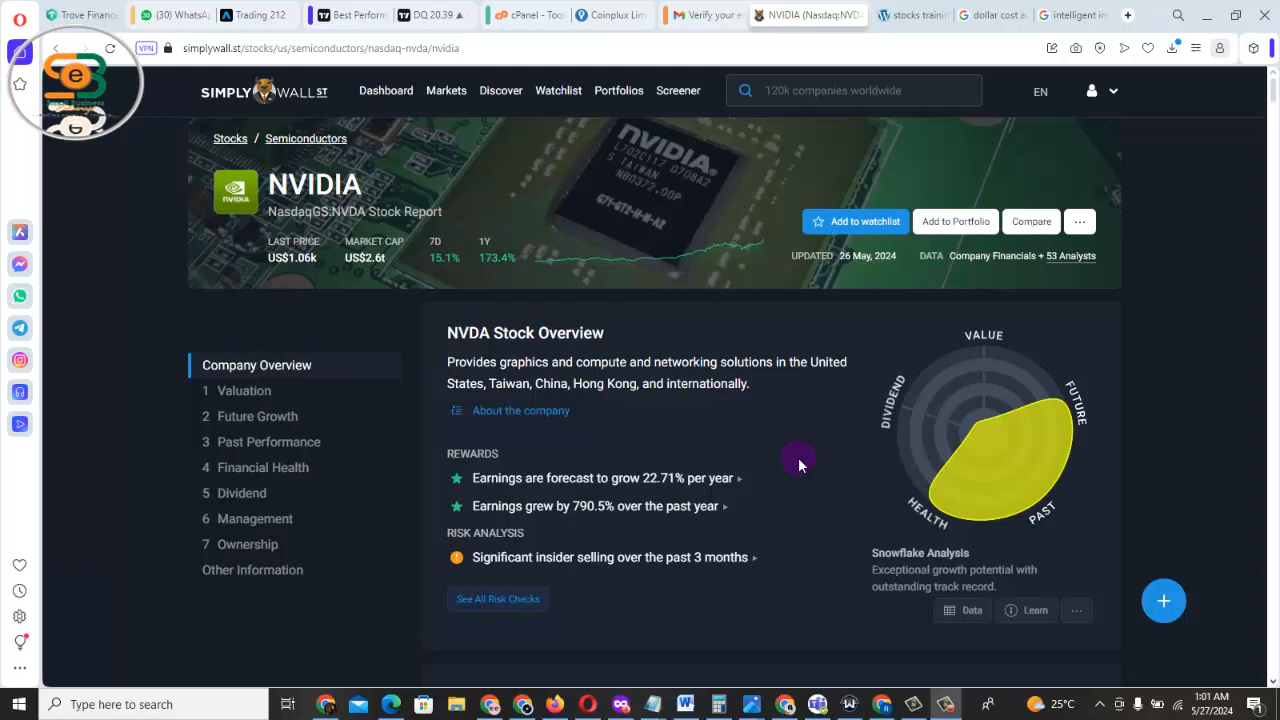 (30) WhatsA
Trading 212
Best Perform
DQ 20.39 ▲
cPanel - Tool
Coinplux Lim
Verify your e
NVIDIA (Nasdaq:NVD
stocks traini
dollar cost a
intelligent in
VPN
simplywall.st/stocks/us/semiconductors/nasdaq-nvda/nvidia
SIMPLY WALL ST
Dashboard
Markets
Discover
Watchlist
Portfolios
Screener
120k companies worldwide
EN
Small Business
Stocks / Semiconductors
NVIDIA
NVIDIA
NasdaqGS:NVDA Stock Report
Add to watchlist
Add to Portfolio
Compare
...
LAST PRICE
MARKET CAP
7D
1Y
US$1.06k
US$2.6t
15.1%
173.4%
UPDATED 26 May, 2024
DATA Company Financials + 53 Analysts
NVIDIA
S TAIWAN
Company Overview
1 Valuation
2 Future Growth
3 Past Performance
4 Financial Health
5 Dividend
6 Management
7 Ownership
Other Information
NVDA Stock Overview
Provides graphics and compute and networking solutions in the United
States, Taiwan, China, Hong Kong, and internationally.
About the company
REWARDS
Earnings are forecast to grow 22.71% per year
Earnings grew by 790.5% over the past year
RISK ANALYSIS
Significant insider selling over the past 3 months
See All Risk Checks
VALUE
FUTURE
PAST
HEALTH
DIVIDEND
Snowflake Analysis
Exceptional growth potential with
outstanding track record.
Data
Learn
...
Type here to search
25°C
1:01 AM
5/27/2024